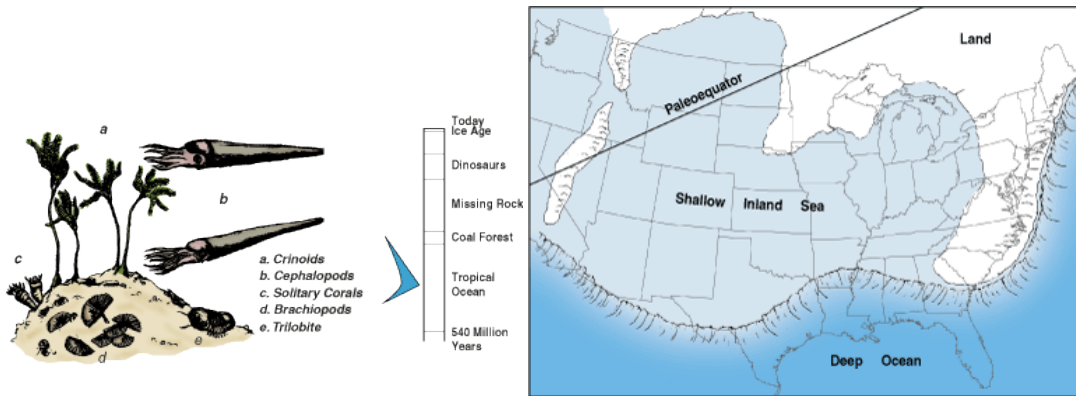 a
b
c
d
e
a. Crinoids
b. Cephalopods
c. Solitary Corals
d. Brachiopods
e. Trilobite
Today
Ice Age
Dinosaurs
Missing Rock
Coal Forest
Tropical
Ocean
540 Million
Years
Land
Paleoequator
Shallow Inland Sea
Deep Ocean